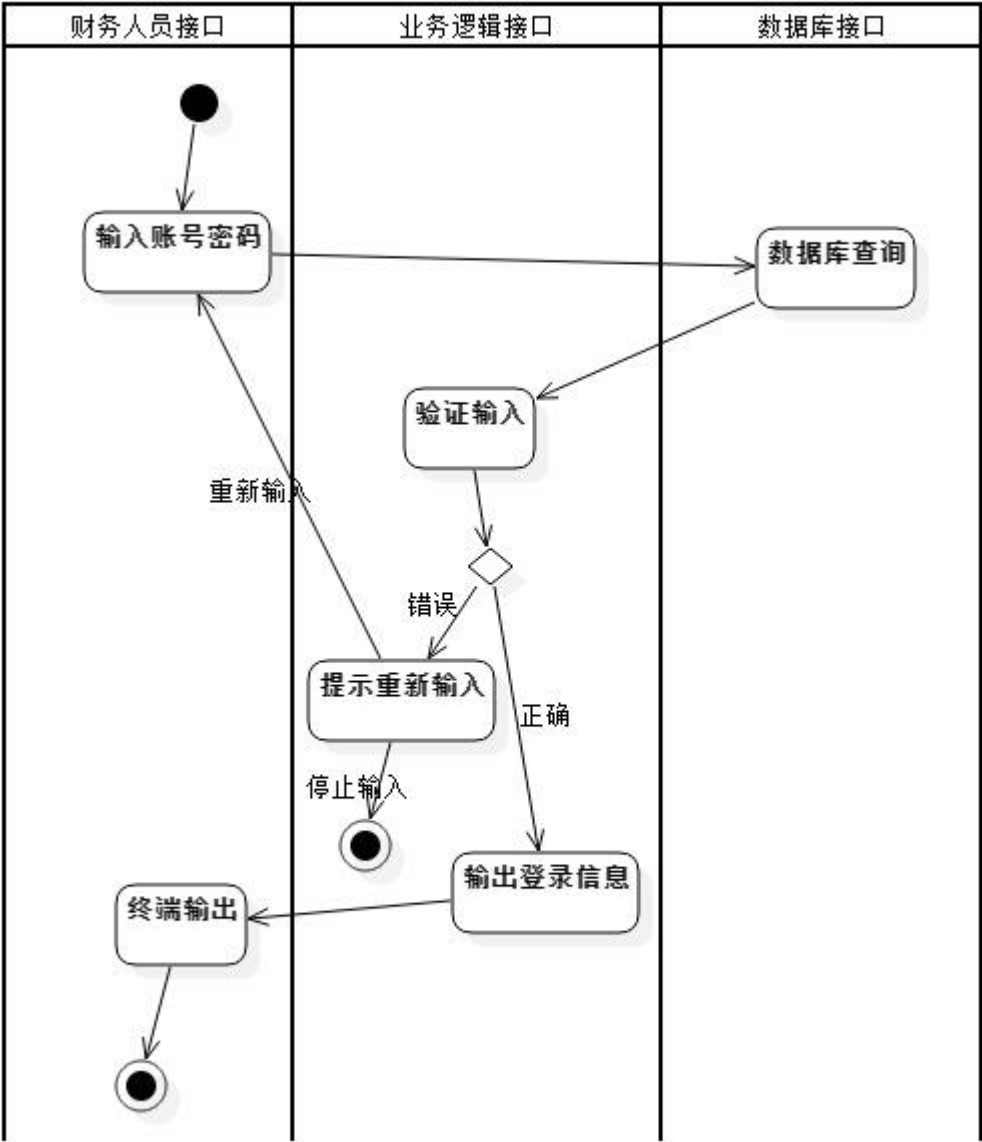 财务人员接口
业务逻辑接口
数据库接口
输入账号密码
数据库查询
验证输入
重新输入
错误
提示重新输入
正确
停止输入
输出登录信息
终端输出